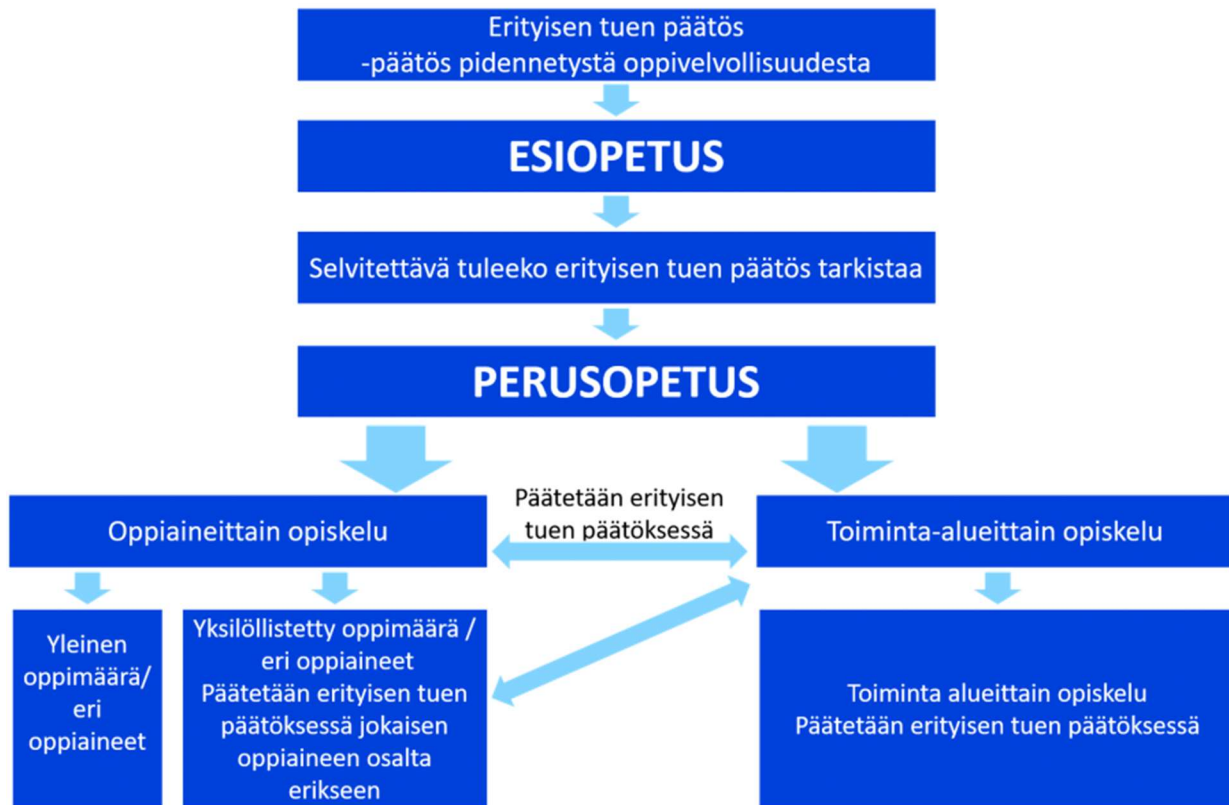 Erityisen tuen päätös
-päätös pidennetystä oppivelvollisuudesta
ESIOPETUS
Selvitettävä tuleeko erityisen tuen päätös tarkistaa
PERUSOPETUS
Oppiaineittain opiskelu
Päätetään erityisen
tuen päätöksessä
Toiminta-alueittain opiskelu
Yleinen
oppimäärä/
eri
oppiaineet
Yksilöllistetty oppimäärä /
eri oppiaineet
Päätetään erityisen tuen
päätöksessä jokaisen
oppiaineen osalta
erikseen
Toiminta alueittain opiskelu
Päätetään erityisen tuen päätöksessä